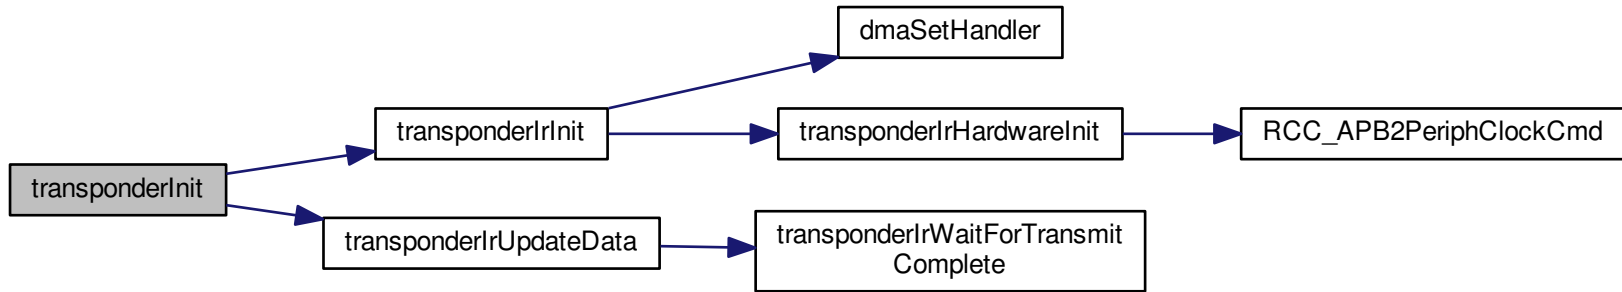 dmaSetHandler
transponderIrInit
transponderIrHardwareInit
RCC_APB2PeriphClockCmd
transponderInit
transponderIrUpdateData
transponderIrWaitForTransmit
Complete